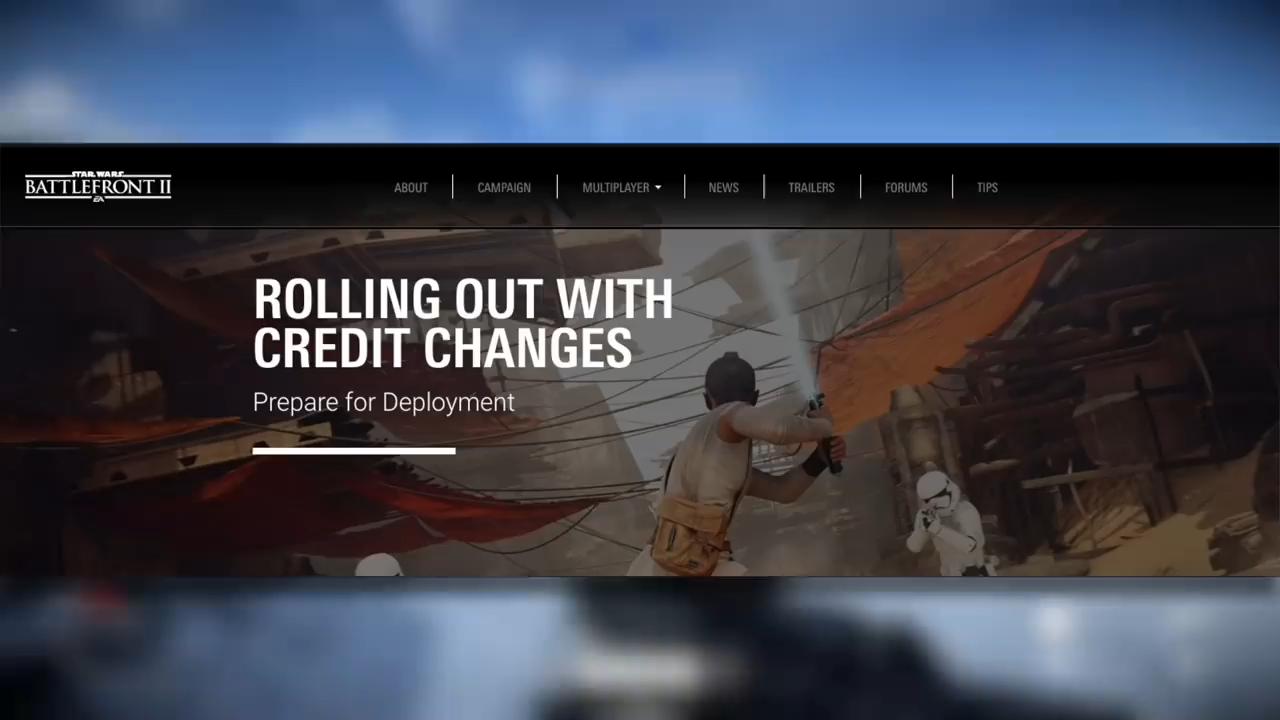 STAR WARS
BATTLEFRONT II
EA
ABOUT
CAMPAIGN
MULTIPLAYER
NEWS
TRAILERS
FORUMS
TIPS
ROLLING OUT WITH
CREDIT CHANGES
Prepare for Deployment